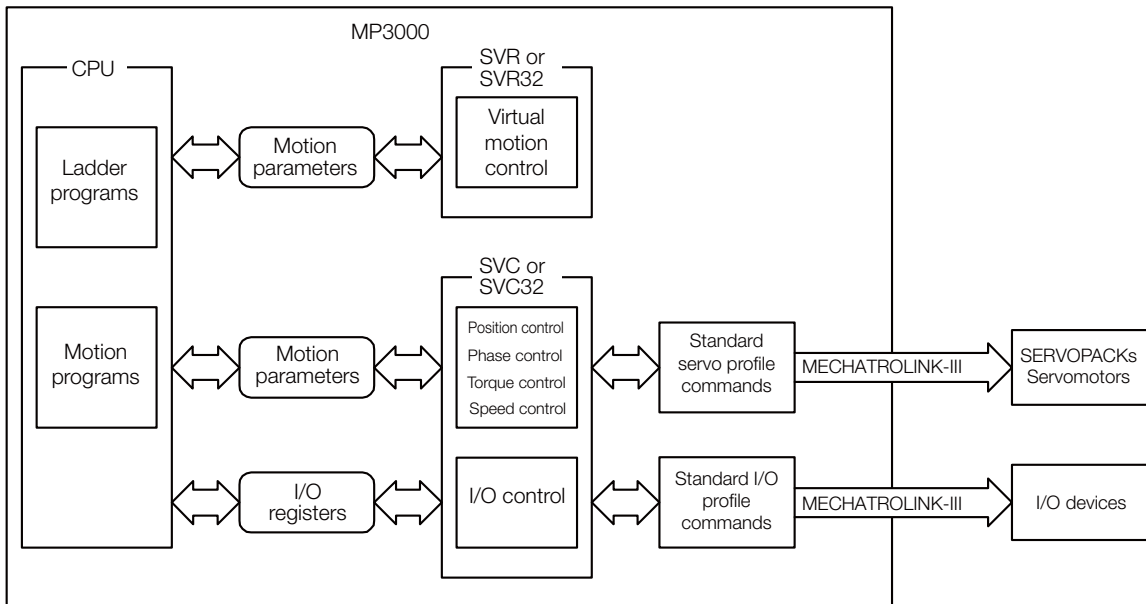 MP3000
CPU
SVR or
SVR32
Ladder
programs
Motion
parameters
Virtual
motion
control
SVC or
SVC32
Motion
programs
Motion
parameters
Position control
Phase control
Torque control
Speed control
Standard
servo profile
commands
MECHATROLINK-III
SERVOPACKs
Servomotors
I/O
registers
I/O control
Standard I/O
profile
commands
MECHATROLINK-III
I/O devices